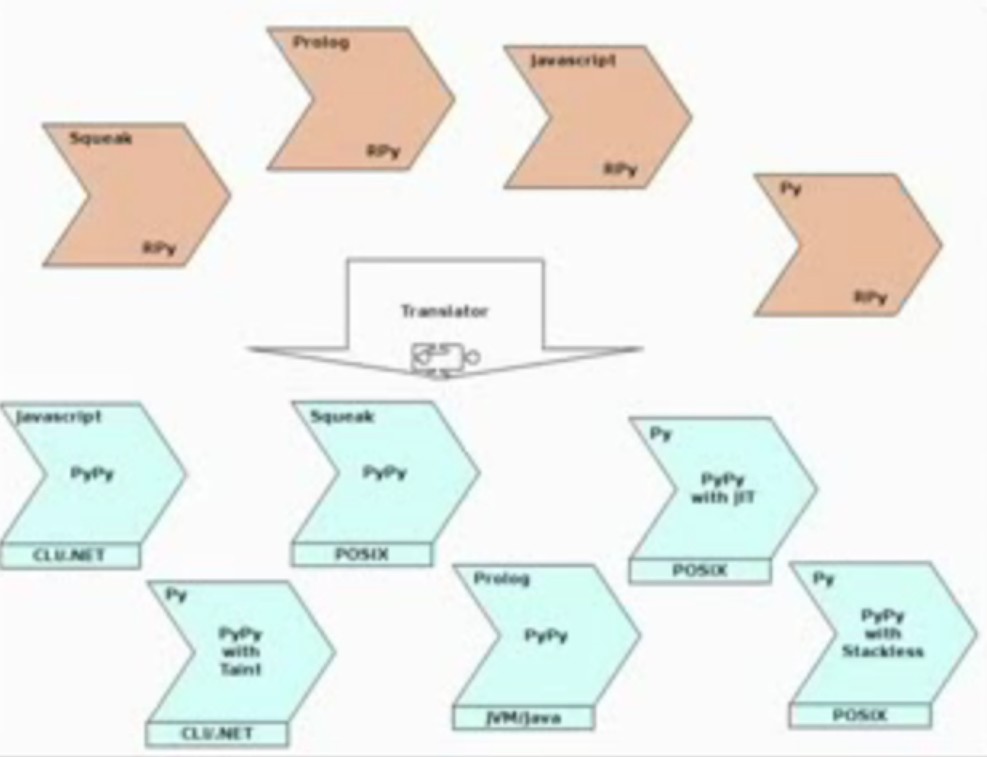 Prolog
RPy
Javascript
RPy
Squeak
RPy
Py
RPy
Translator
Javascript
PyPy
CLI/.NET
Squeak
PyPy
POSIX
Py
PyPy
with JIT
POSIX
Py
PyPy
with
Taint
CLI/.NET
Prolog
PyPy
JVM/Java
Py
PyPy
with
Stackless
POSIX